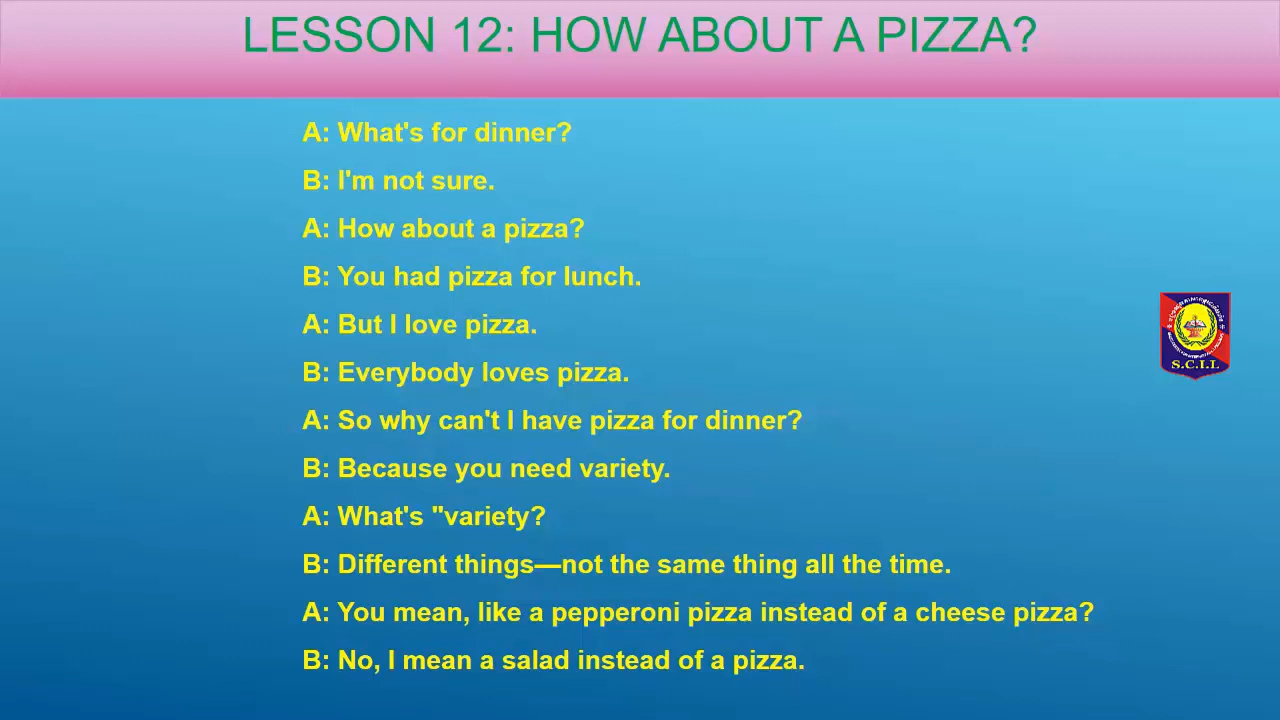 LESSON 12: HOW ABOUT A PIZZA?
A: What's for dinner?
B: I'm not sure.
A: How about a pizza?
B: You had pizza for lunch.
A: But I love pizza.
B: Everybody loves pizza.
A: So why can't I have pizza for dinner?
B: Because you need variety.
A: What's "variety?
B: Different things—not the same thing all the time.
A: You mean, like a pepperoni pizza instead of a cheese pizza?
B: No, I mean a salad instead of a pizza.
S.C.I.L